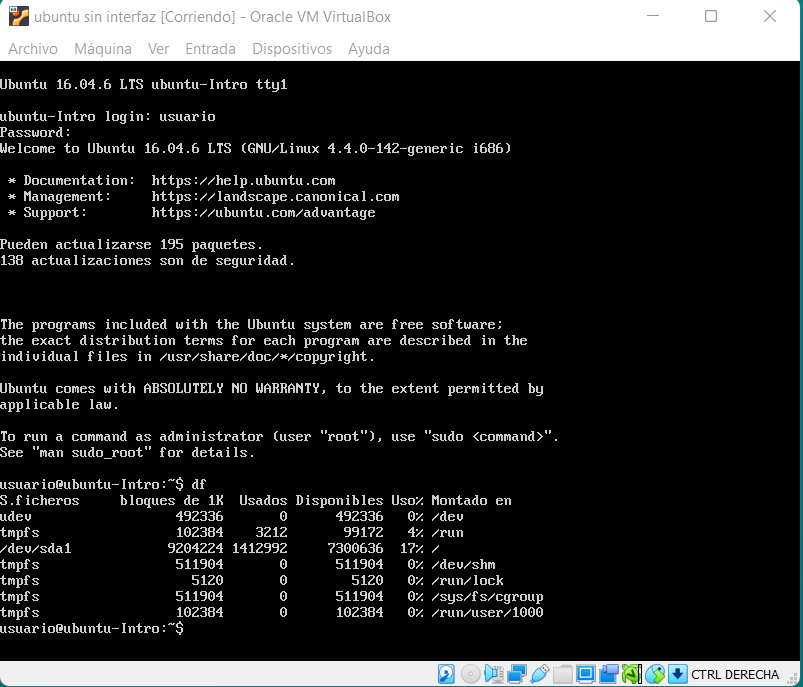 ubuntu sin interfaz [Corriendo] - Oracle VM VirtualBox
Archivo Máquina Ver Entrada Dispositivos Ayuda
Ubuntu 16.04.6 LTS ubuntu-Intro tty1
ubuntu-Intro login: usuario
Password:
Welcome to Ubuntu 16.04.6 LTS (GNU/Linux 4.4.0-142-generic i686)
* Documentation:  https://help.ubuntu.com
* Management:     https://landscape.canonical.com
* Support:        https://ubuntu.com/advantage
Pueden actualizarse 195 paquetes.
138 actualizaciones son de seguridad.
The programs included with the Ubuntu system are free software;
the exact distribution terms for each program are described in the
individual files in /usr/share/doc/*/copyright.
Ubuntu comes with ABSOLUTELY NO WARRANTY, to the extent permitted by
applicable law.
To run a command as administrator (user "root"), use "sudo <command>".
See "man sudo_root" for details.
usuario@ubuntu-Intro:~$ df
S.ficheros     bloques de 1K  Usados Disponibles Uso% Montado en
udev                  492336       0      492336   0% /dev
tmpfs                 102384    3212       99172   4% /run
/dev/sda1            9204224 1412992     7300636  17% /
tmpfs                 511904       0      511904   0% /dev/shm
tmpfs                   5120       0        5120   0% /run/lock
tmpfs                 511904       0      511904   0% /sys/fs/cgroup
tmpfs                 102384       0      102384   0% /run/user/1000
usuario@ubuntu-Intro:~$
CTRL DERECHA